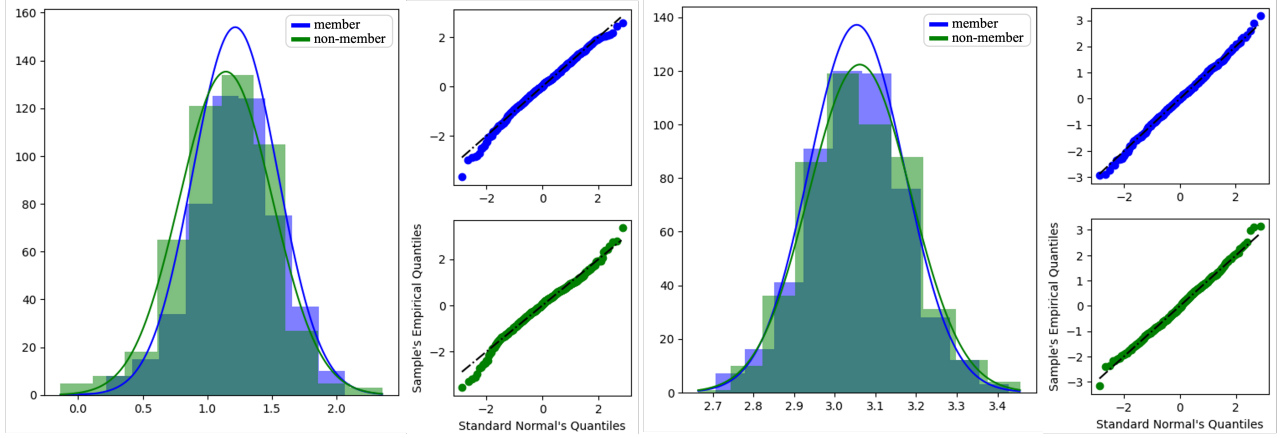 160
140
120
100
80
60
40
20
0
0.0 0.5 1.0 1.5 2.0
member
non-member
2
0
−2
−2 0 2
Sample's Empirical Quantiles
2
0
−2
−2 0 2
Standard Normal's Quantiles
140
120
100
80
60
40
20
0
2.7 2.8 2.9 3.0 3.1 3.2 3.3 3.4
member
non-member
3
2
1
0
−1
−2
−3
−2 0 2
Sample's Empirical Quantiles
3
2
1
0
−1
−2
−3
−2 0 2
Standard Normal's Quantiles